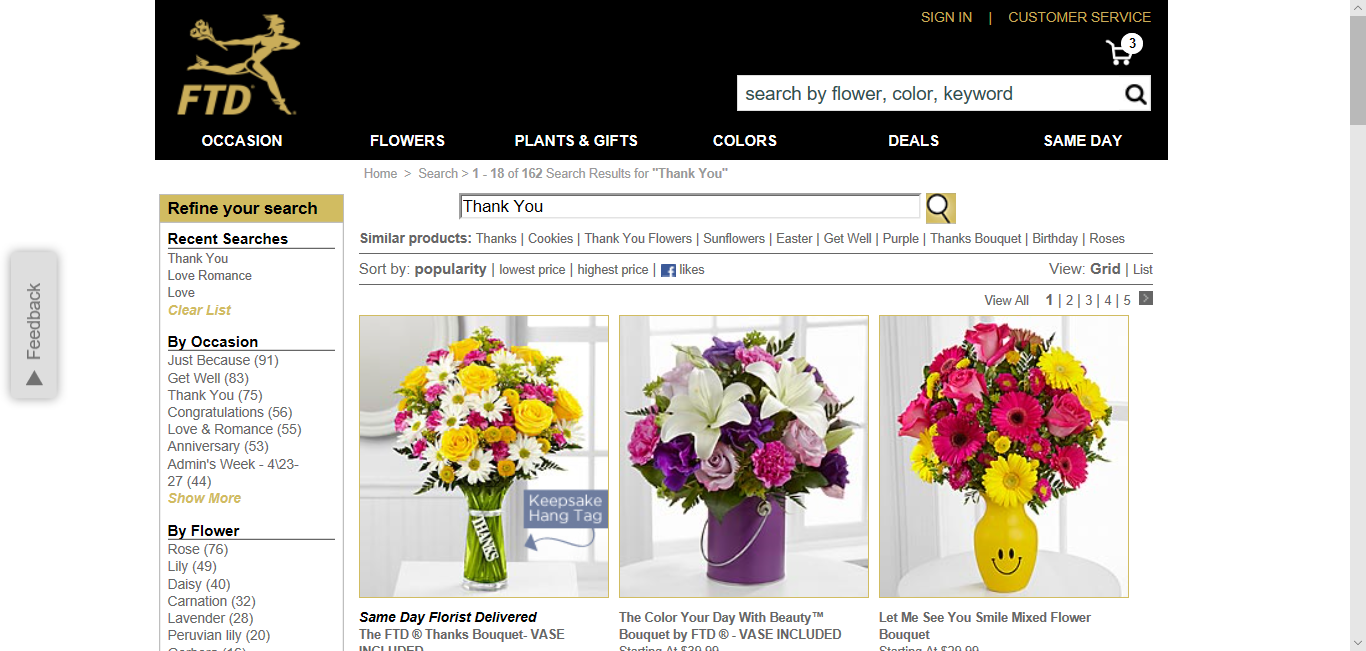 SIGN IN | CUSTOMER SERVICE
3
FTD
search by flower, color, keyword
OCCASION FLOWERS PLANTS & GIFTS COLORS DEALS SAME DAY
Home > Search > 1 - 18 of 162 Search Results for "Thank You"
Refine your search
Recent Searches
Thank You
Love Romance
Love
Clear List
By Occasion
Just Because (91)
Get Well (83)
Thank You (75)
Congratulations (56)
Love & Romance (55)
Anniversary (53)
Admin's Week - 4\23-
27 (44)
Show More
By Flower
Rose (76)
Lily (49)
Daisy (40)
Carnation (32)
Lavender (28)
Peruvian lily (20)
Gerbera (16)
Feedback
Thank You
Similar products: Thanks | Cookies | Thank You Flowers | Sunflowers | Easter | Get Well | Purple | Thanks Bouquet | Birthday | Roses
Sort by: popularity | lowest price | highest price | f likes
View: Grid | List
View All 1 | 2 | 3 | 4 | 5
THANKS
Keepsake
Hang Tag
Same Day Florist Delivered
The FTD ® Thanks Bouquet- VASE
INCLUDED
The Color Your Day With Beauty™
Bouquet by FTD ® - VASE INCLUDED
Starting At $39.99
Let Me See You Smile Mixed Flower
Bouquet
Starting At $29.99